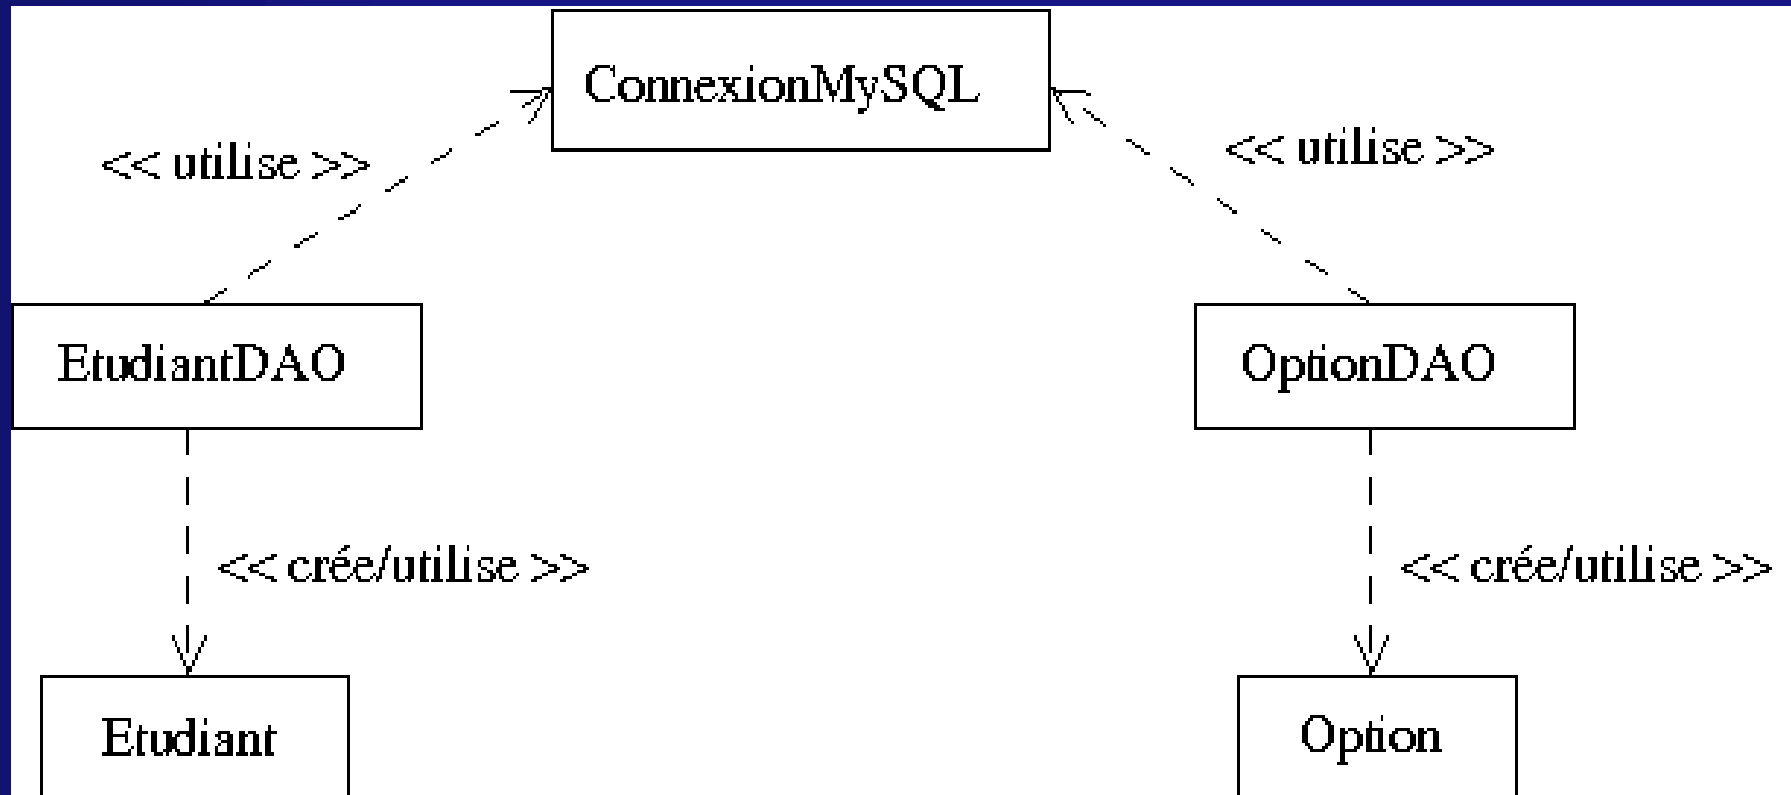 ConnexionMySQL
<< utilise >>
<< utilise >>
EtudiantDAO
OptionDAO
<< crée/utilise >>
<< crée/utilise >>
Etudiant
Option